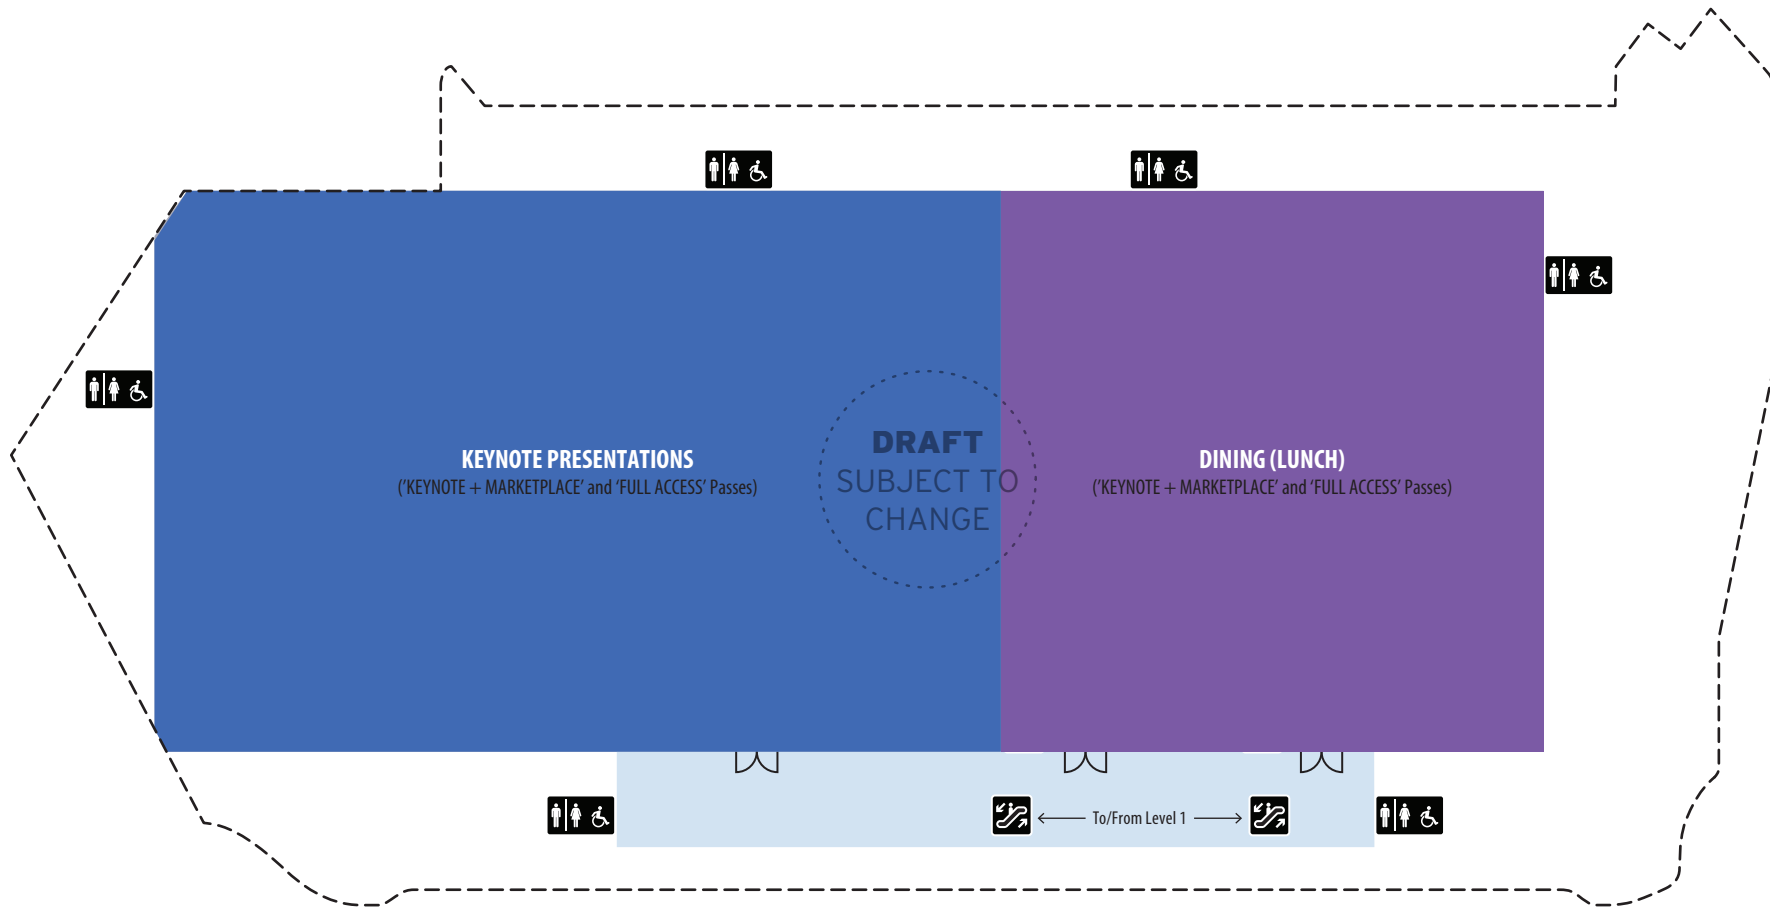 KEYNOTE PRESENTATIONS
(‘KEYNOTE + MARKETPLACE’ and ‘FULL ACCESS’ Passes)
DRAFT
SUBJECT TO
CHANGE
DINING (LUNCH)
(‘KEYNOTE + MARKETPLACE’ and ‘FULL ACCESS’ Passes)
To/From Level 1